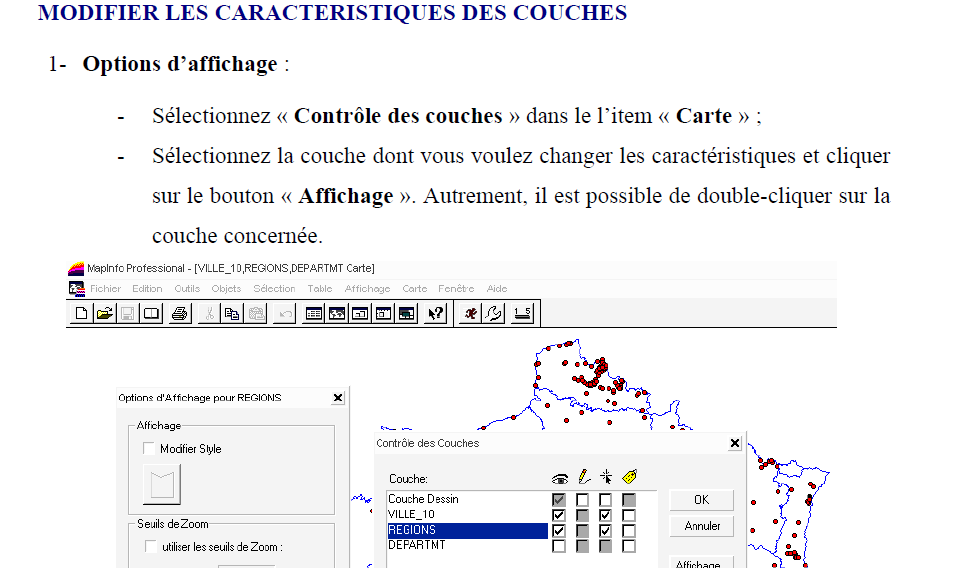 MODIFIER LES CARACTERISTIQUES DES COUCHES
1- Options d’affichage :
- Sélectionnez « Contrôle des couches » dans le l’item « Carte » ;
- Sélectionnez la couche dont vous voulez changer les caractéristiques et cliquer
sur le bouton « Affichage ». Autrement, il est possible de double-cliquer sur la
couche concernée.
MapInfo Professional - [VILLE_10,REGIONS,DEPARTMT Carte]
Fichier Edition Outils Objets Sélection Table Affichage Carte Fenêtre Aide
Options d'Affichage pour REGIONS
Affichage
Modifier Style
Seuils de Zoom
utiliser les seuils de Zoom :
Contrôle des Couches
Couche:
Couche Dessin
VILLE_10
REGIONS
DEPARTMT
OK
Annuler
Affichage